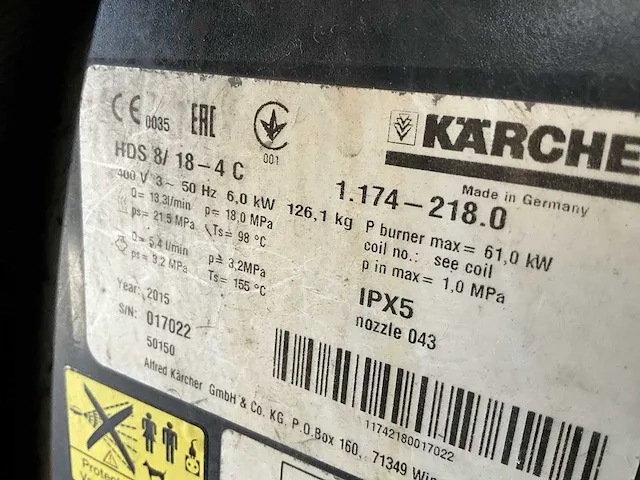 CE 0035 EAC 001
KÄRCHE
HDS 8/ 18-4 C
Made in Germany
1.174-218.0
400 V 3~ 50 Hz 6,0 kW 126,1 kg
Q= 13,3l/min p= 18,0 MPa
ps= 21,5 MPa Ts= 98 °C
Q= 5,4 l/min p= 3,2MPa
ps= 3,2 MPa Ts= 155 °C
P burner max= 61,0 kW
coil no.: see coil
p in max= 1,0 MPa
IPX5
nozzle 043
Year: 2015
S/N: 017022
50150
Alfred Kärcher GmbH & Co. KG, P.O.Box 160, 71349 Wi
11742180017022